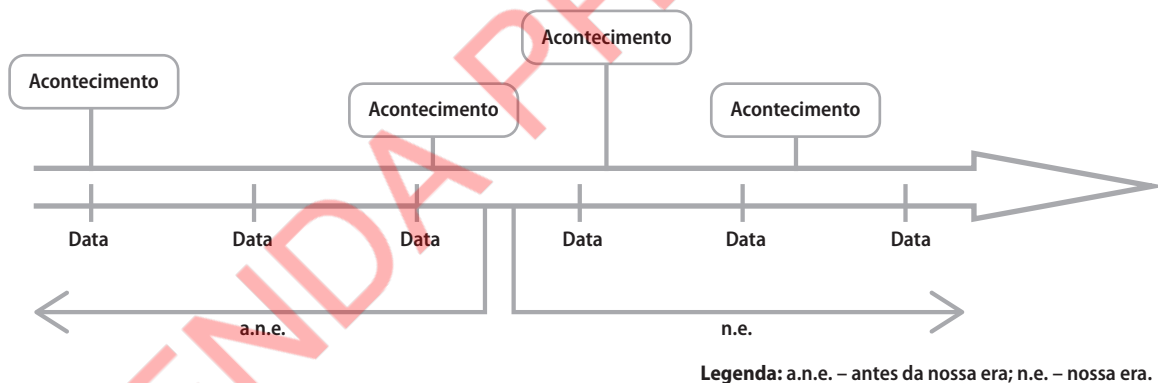 Acontecimento
Acontecimento
Acontecimento
Acontecimento
Data Data Data Data Data Data
a.n.e. n.e.
Legenda: a.n.e. – antes da nossa era; n.e. – nossa era.